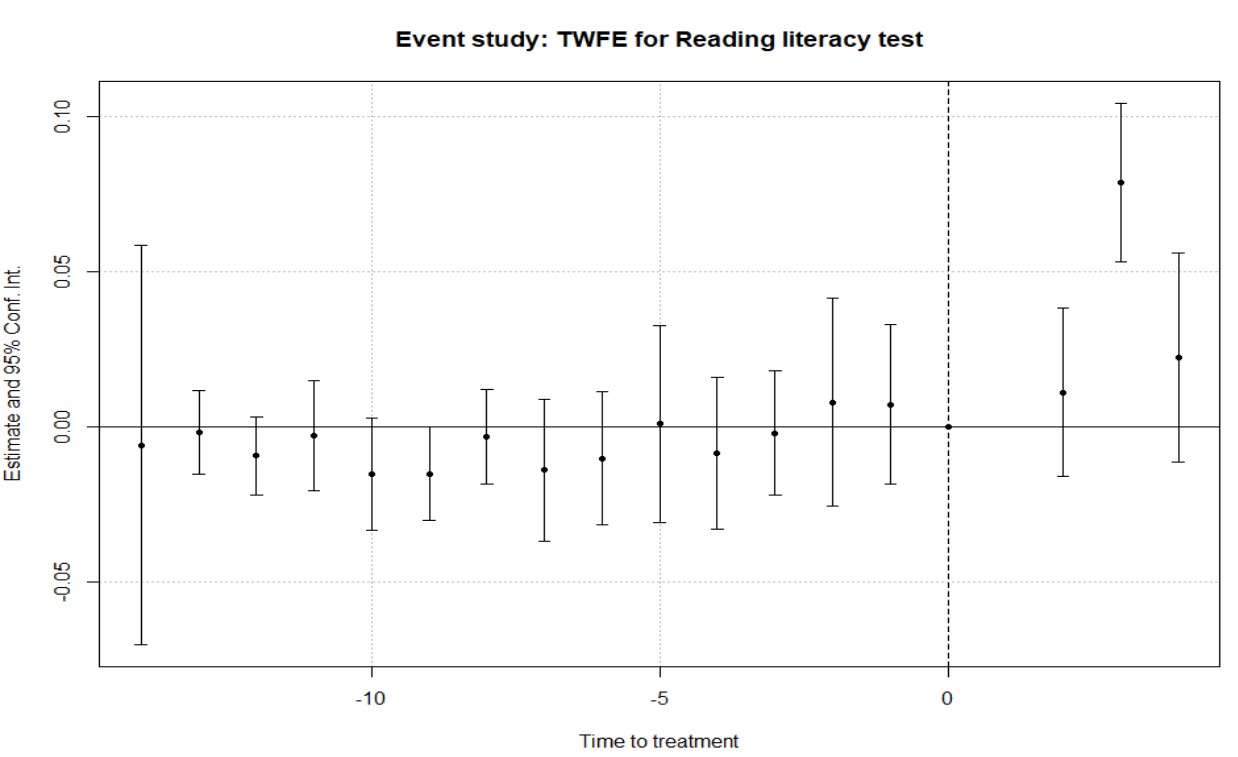 Event study: TWFE for Reading literacy test
Estimate and 95% Conf. Int.
0.10
0.05
0.00
-0.05
-10
-5
0
Time to treatment